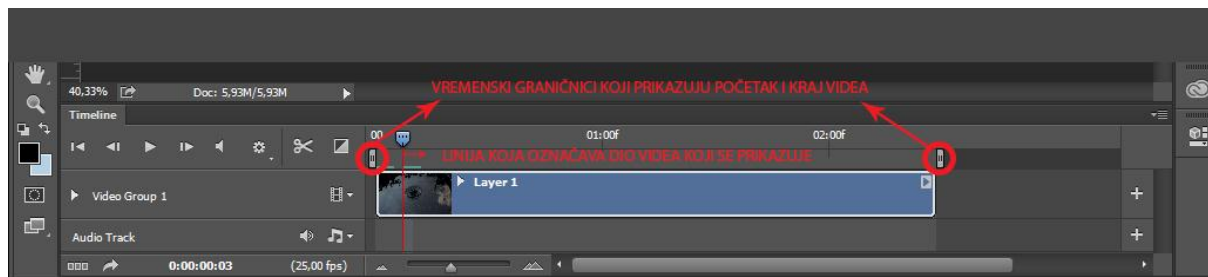 40,33%
Doc: 5,93M/5,93M
VREMENSKI GRANIČNICI KOJI PRIKAZUJU POČETAK I KRAJ VIDEA
Timeline
00
01:00f
02:00f
LINIJA KOJA OZNAČAVA DIO VIDEA KOJI SE PRIKAZUJE
Video Group 1
Layer 1
Audio Track
0:00:00:03
(25,00 fps)